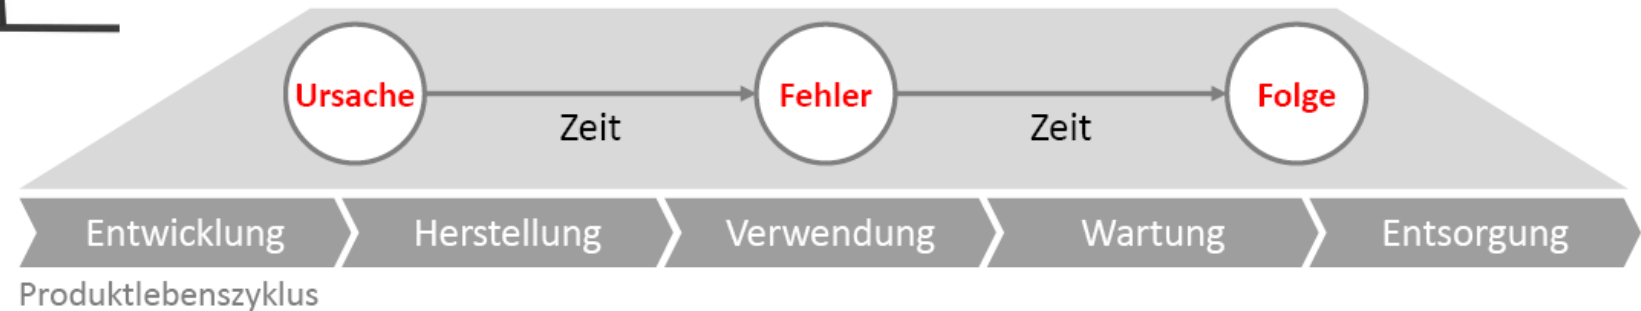 Ursache Fehler Folge
Zeit Zeit
Entwicklung Herstellung Verwendung Wartung Entsorgung
Produktlebenszyklus